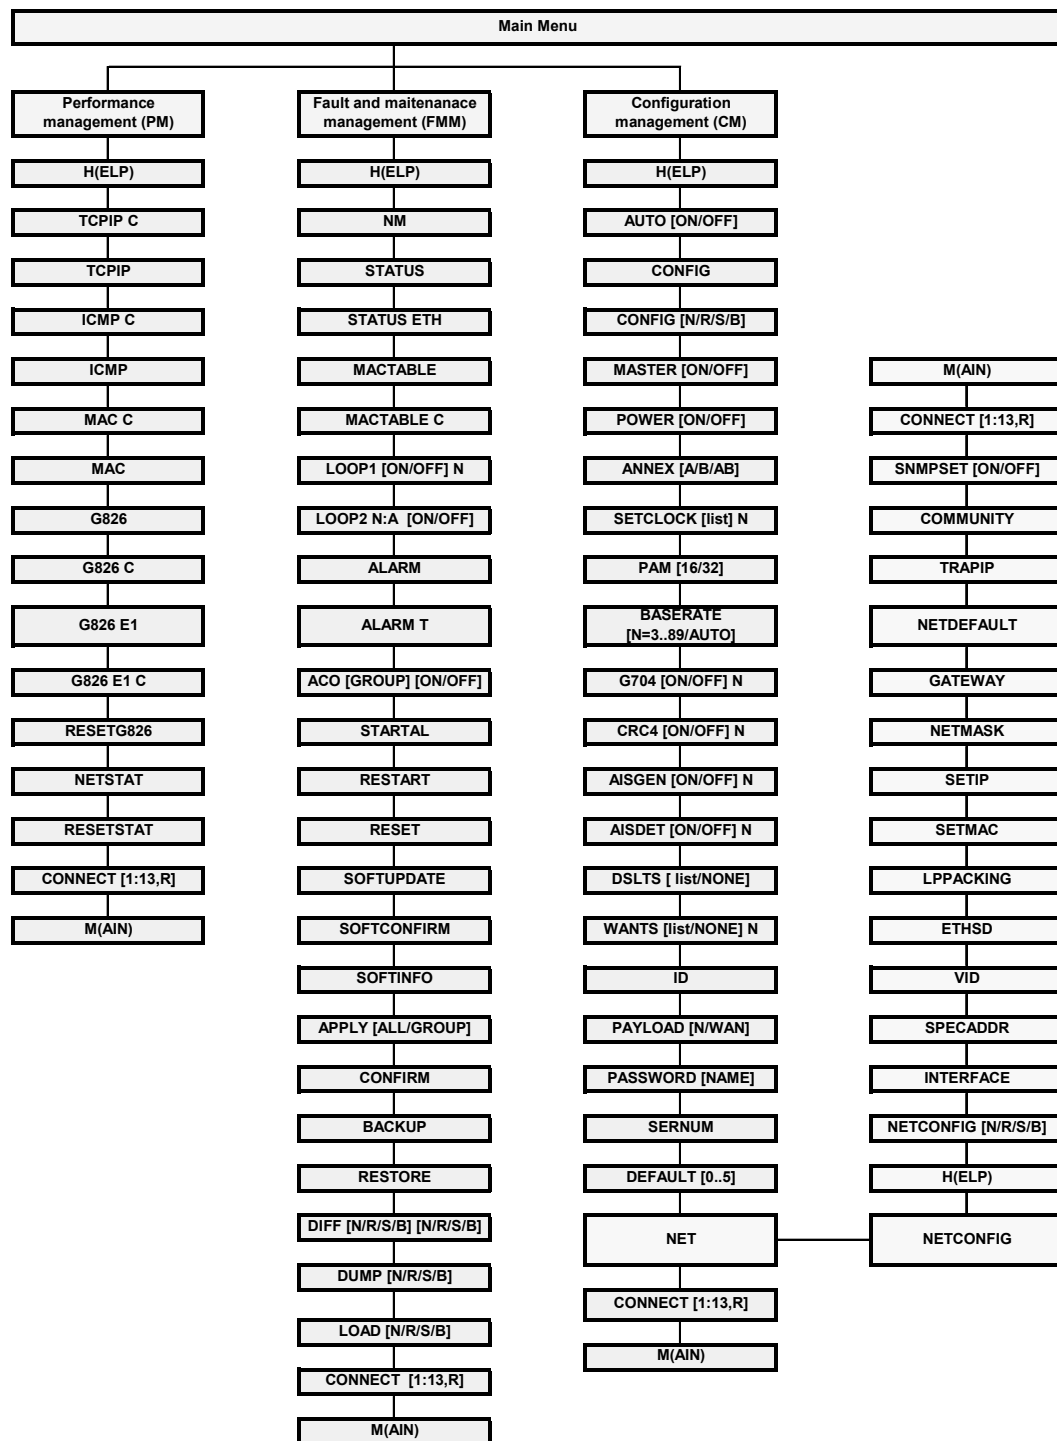 Main Menu
Performance
management (PM)
H(ELP)
TCPIP C
TCPIP
ICMP C
ICMP
MAC C
MAC
G826
G826 C
G826 E1
G826 E1 C
RESETG826
NETSTAT
RESETSTAT
CONNECT [1:13,R]
M(AIN)
Fault and maitenanace
management (FMM)
H(ELP)
NM
STATUS
STATUS ETH
MACTABLE
MACTABLE C
LOOP1 [ON/OFF] N
LOOP2 N:A [ON/OFF]
ALARM
ALARM T
ACO [GROUP] [ON/OFF]
STARTAL
RESTART
RESET
SOFTUPDATE
SOFTCONFIRM
SOFTINFO
APPLY [ALL/GROUP]
CONFIRM
BACKUP
RESTORE
DIFF [N/R/S/B] [N/R/S/B]
DUMP [N/R/S/B]
LOAD [N/R/S/B]
CONNECT [1:13,R]
M(AIN)
Configuration
management (CM)
H(ELP)
AUTO [ON/OFF]
CONFIG
CONFIG [N/R/S/B]
MASTER [ON/OFF]
POWER [ON/OFF]
ANNEX [A/B/AB]
SETCLOCK [list] N
PAM [16/32]
BASERATE
[N=3..89/AUTO]
G704 [ON/OFF] N
CRC4 [ON/OFF] N
AISGEN [ON/OFF] N
AISDET [ON/OFF] N
DSLTS [ list/NONE]
WANTS [list/NONE] N
ID
PAYLOAD [N/WAN]
PASSWORD [NAME]
SERNUM
DEFAULT [0..5]
NET
CONNECT [1:13,R]
M(AIN)
M(AIN)
CONNECT [1:13,R]
SNMPSET [ON/OFF]
COMMUNITY
TRAPIP
NETDEFAULT
GATEWAY
NETMASK
SETIP
SETMAC
LPPACKING
ETHSD
VID
SPECADDR
INTERFACE
NETCONFIG [N/R/S/B]
H(ELP)
NETCONFIG